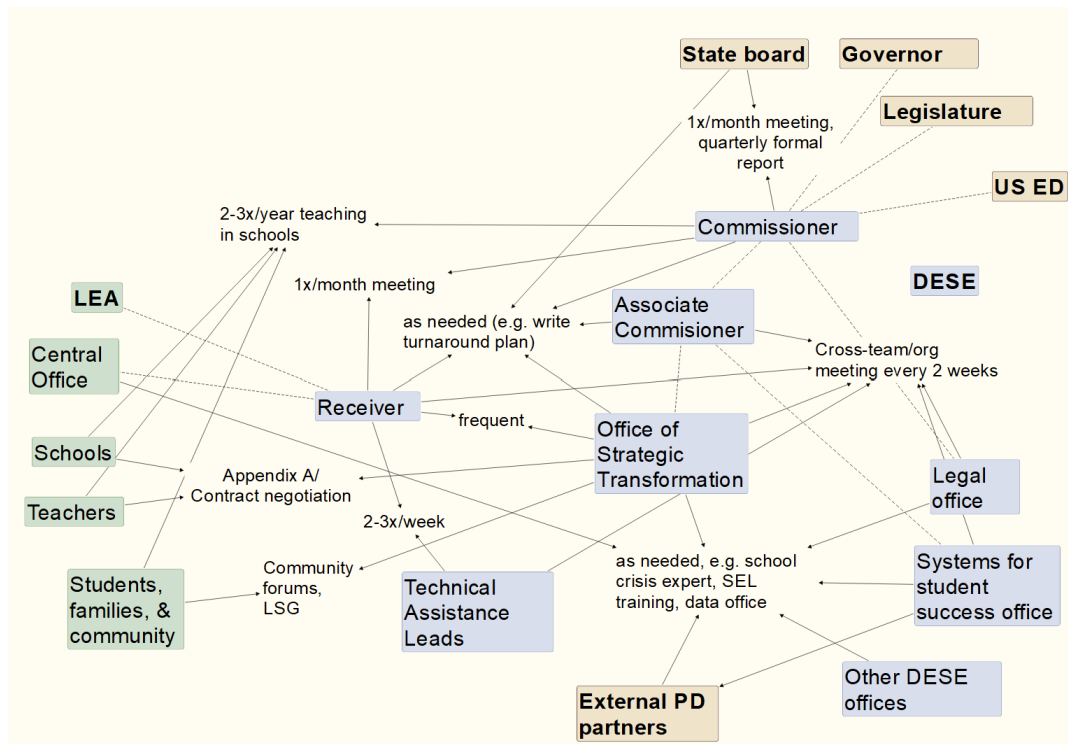 State board
Governor
Legislature
1x/month meeting,
quarterly formal
report
US ED
2-3x/year teaching
in schools
Commissioner
1x/month meeting
DESE
LEA
as needed (e.g. write
turnaround plan)
Associate
Commisioner
Central
Office
Cross-team/org
meeting every 2 weeks
Receiver
frequent
Office of
Strategic
Transformation
Schools
Appendix A/
Contract negotiation
Legal
office
Teachers
2-3x/week
Community
forums,
LSG
as needed, e.g. school
crisis expert, SEL
training, data office
Systems for
student
success office
Students,
families, &
community
Technical
Assistance
Leads
Other DESE
offices
External PD
partners